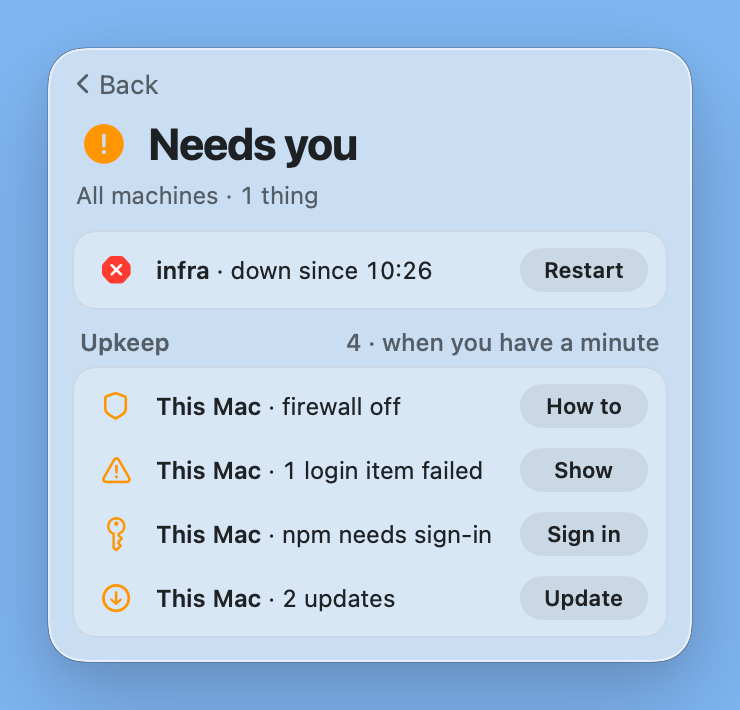 Back
Needs you
All machines · 1 thing
infra · down since 10:26 Restart
Upkeep 4 · when you have a minute
This Mac · firewall off How to
This Mac · 1 login item failed Show
This Mac · npm needs sign-in Sign in
This Mac · 2 updates Update